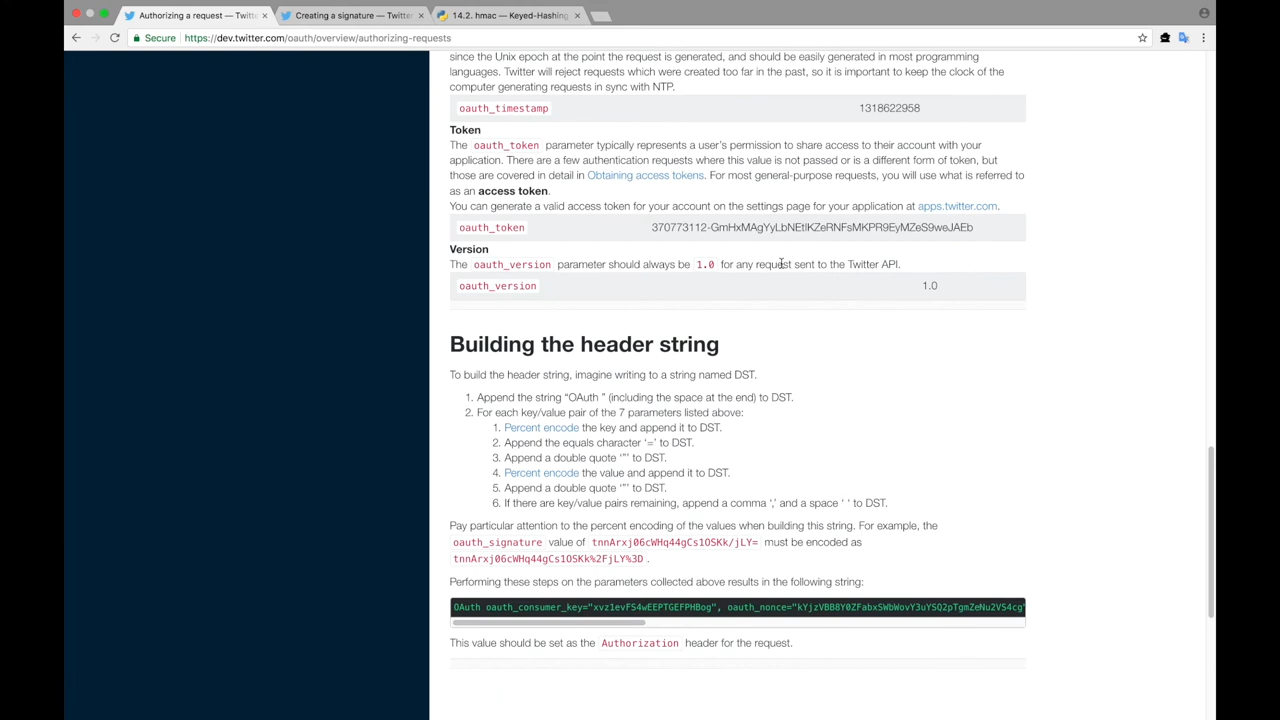 Authorizing a request — Twitte
Creating a signature — Twitte
14.2. hmac — Keyed-Hashing
Secure
https://dev.twitter.com/oauth/overview/authorizing-requests
since the Unix epoch at the point the request is generated, and should be easily generated in most programming
languages. Twitter will reject requests which were created too far in the past, so it is important to keep the clock of the
computer generating requests in sync with NTP.
oauth_timestamp 1318622958
Token
The oauth_token parameter typically represents a user’s permission to share access to their account with your
application. There are a few authentication requests where this value is not passed or is a different form of token, but
those are covered in detail in Obtaining access tokens. For most general-purpose requests, you will use what is referred to
as an access token.
You can generate a valid access token for your account on the settings page for your application at apps.twitter.com.
oauth_token 370773112-GmHxMAgYyLbNEtIKZeRNFsMKPR9EyMZeS9weJAEb
Version
The oauth_version parameter should always be 1.0 for any request sent to the Twitter API.
oauth_version 1.0
Building the header string
To build the header string, imagine writing to a string named DST.
1. Append the string “OAuth ” (including the space at the end) to DST.
2. For each key/value pair of the 7 parameters listed above:
1. Percent encode the key and append it to DST.
2. Append the equals character ‘=’ to DST.
3. Append a double quote ‘”’ to DST.
4. Percent encode the value and append it to DST.
5. Append a double quote ‘”’ to DST.
6. If there are key/value pairs remaining, append a comma ‘,’ and a space ‘ ‘ to DST.
Pay particular attention to the percent encoding of the values when building this string. For example, the
oauth_signature value of tnnArxj06cWHq44gCs1OSKk/jLY= must be encoded as
tnnArxj06cWHq44gCs1OSKk%2FjLY%3D.
Performing these steps on the parameters collected above results in the following string:
OAuth oauth_consumer_key="xvz1evFS4wEEPTGEFPHBog", oauth_nonce="kYjzVBB8Y0ZFabxSWbWovY3uYSQ2pTgmZeNu2VS4cg"
This value should be set as the Authorization header for the request.